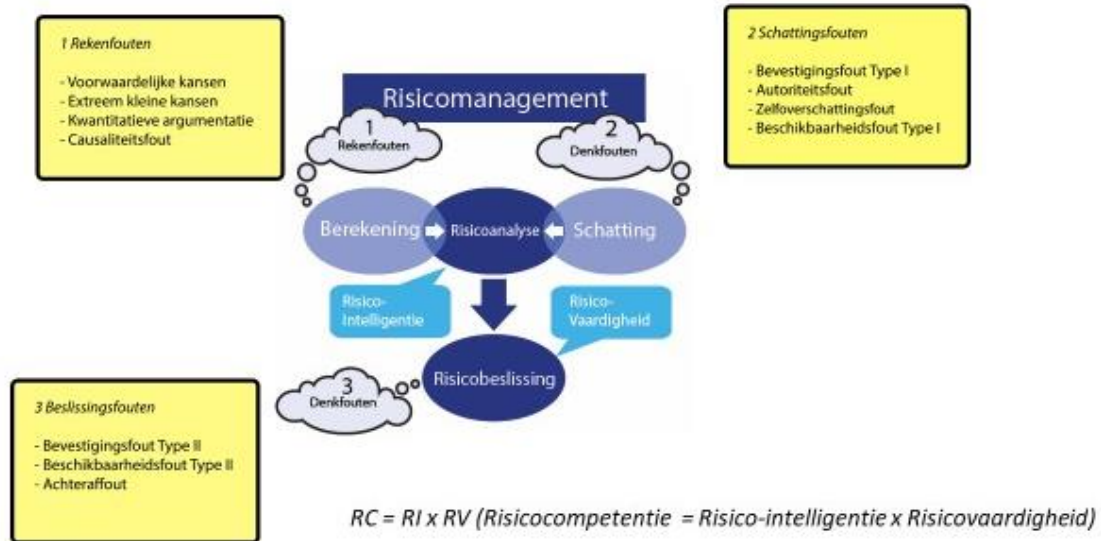 1 Rekenfouten
- Voorwaardelijke kansen
- Extreem kleine kansen
- Kwantitatieve argumentatie
- Causaliteitsfout
2 Schattingsfouten
- Bevestigingsfout Type I
- Autoriteitsfout
- Zelfoverschattingsfout
- Beschikbaarheidsfout Type I
Risicomanagement
1
Rekenfouten
2
Denkfouten
Berekening
Risicoanalyse
Schatting
Risico-
Intelligentie
Risico-
Vaardigheid
Risicobeslissing
3
Denkfouten
3 Beslissingsfouten
- Bevestigingsfout Type II
- Beschikbaarheidsfout Type II
- Achteraffout
RC = RI x RV (Risicocompetentie = Risico-intelligentie x Risicovaardigheid)